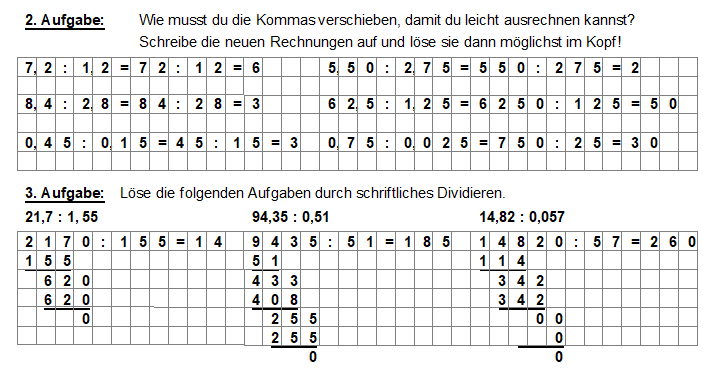 2. Aufgabe: Wie musst du die Kommas verschieben, damit du leicht ausrechnen kannst?
Schreibe die neuen Rechnungen auf und löse sie dann möglichst im Kopf!
7,2 : 1,2 = 72 : 12 = 6 5,50 : 2,75 = 550 : 275 = 2
8,4 : 2,8 = 84 : 28 = 3 62,5 : 1,25 = 6250 : 125 = 50
0,45 : 0,15 = 45 : 15 = 3 0,75 : 0,025 = 750 : 25 = 30
3. Aufgabe: Löse die folgenden Aufgaben durch schriftliches Dividieren.
21,7 : 1,55 94,35 : 0,51 14,82 : 0,057
2170 : 155 = 14 9435 : 51 = 185 14820 : 57 = 260
155 51 114
620 433 342
620 408 342
0 255 00
255 0
0 0